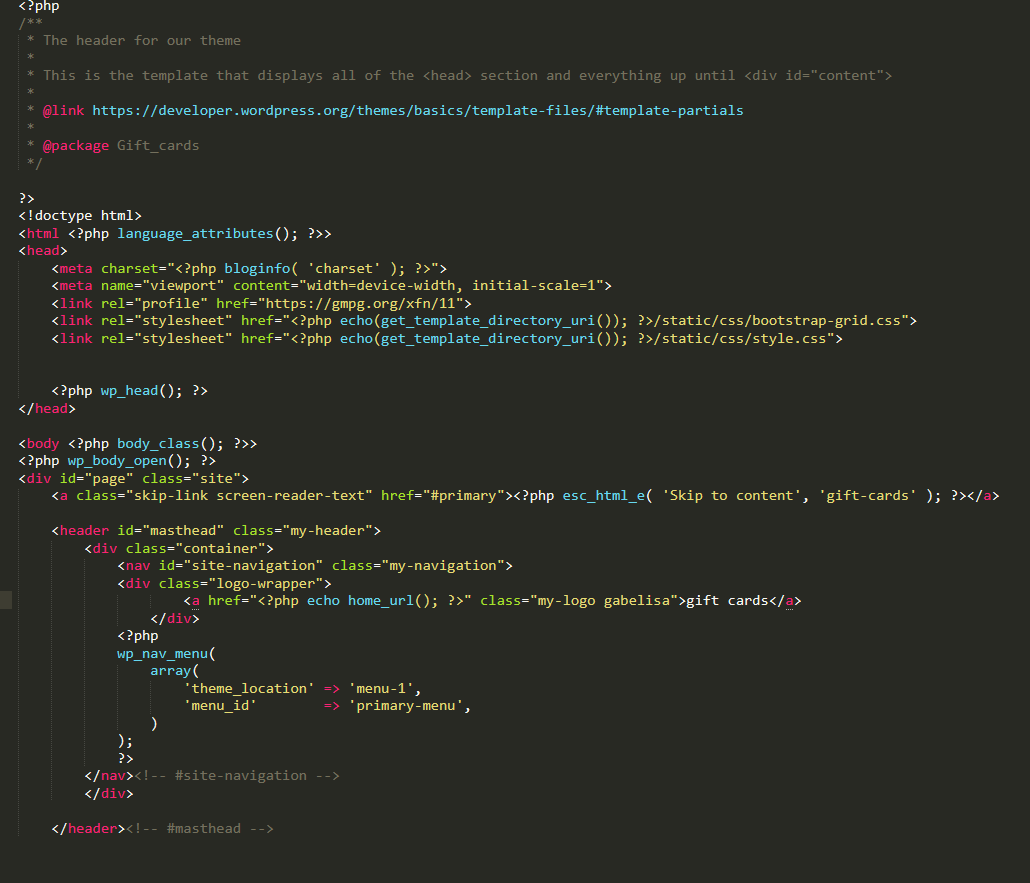 <?php
/**
 * The header for our theme
 *
 * This is the template that displays all of the <head> section and everything up until <div id="content">
 *
 * @link https://developer.wordpress.org/themes/basics/template-files/#template-partials
 *
 * @package Gift_cards
 */

?>
<!doctype html>
<html <?php language_attributes(); ?>>
<head>
    <meta charset="<?php bloginfo( 'charset' ); ?>">
    <meta name="viewport" content="width=device-width, initial-scale=1">
    <link rel="profile" href="https://gmpg.org/xfn/11">
    <link rel="stylesheet" href="<?php echo(get_template_directory_uri()); ?>/static/css/bootstrap-grid.css">
    <link rel="stylesheet" href="<?php echo(get_template_directory_uri()); ?>/static/css/style.css">


    <?php wp_head(); ?>
</head>

<body <?php body_class(); ?>>
<?php wp_body_open(); ?>
<div id="page" class="site">
    <a class="skip-link screen-reader-text" href="#primary"><?php esc_html_e( 'Skip to content', 'gift-cards' ); ?></a>

    <header id="masthead" class="my-header">
        <div class="container">
            <nav id="site-navigation" class="my-navigation">
            <div class="logo-wrapper">
                    <a href="<?php echo home_url(); ?>" class="my-logo gabelisa">gift cards</a>
                </div>
            <?php
            wp_nav_menu(
                array(
                    'theme_location' => 'menu-1',
                    'menu_id'        => 'primary-menu',
                )
            );
            ?>
        </nav><!-- #site-navigation -->
        </div>

    </header><!-- #masthead -->